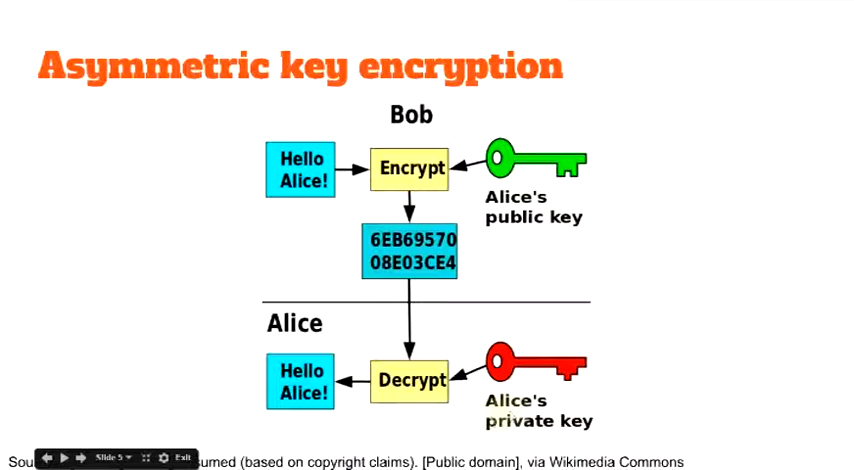 Asymmetric key encryption
Bob
Hello
Alice!
Encrypt
Alice's
public key
6EB69570
08E03CE4
Alice
Hello
Alice!
Decrypt
Alice's
private key
Slide 5
Exit
(based on copyright claims). [Public domain], via Wikimedia Commons